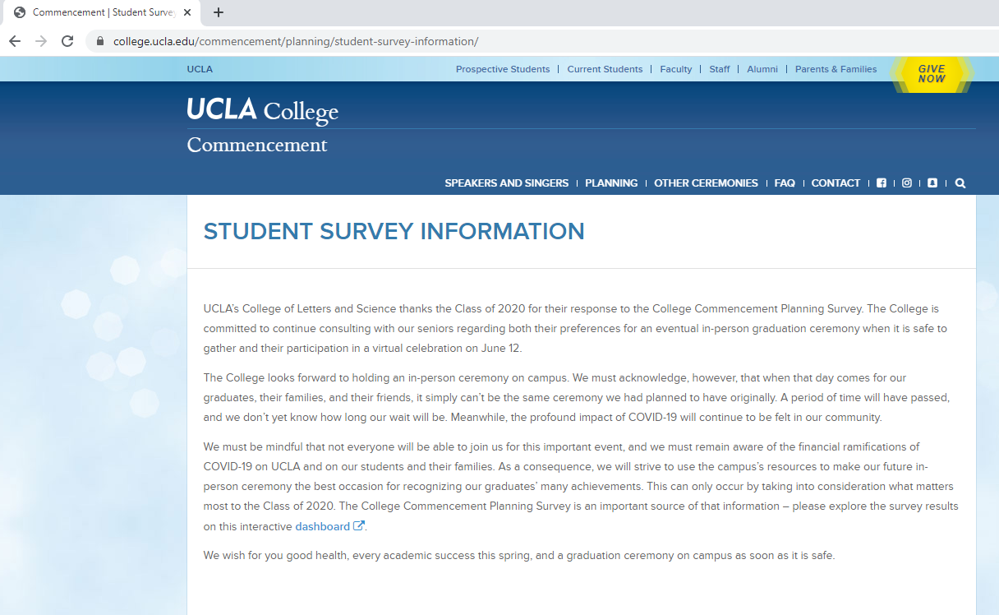 Commencement | Student Survey
college.ucla.edu/commencement/planning/student-survey-information/
UCLA
Prospective Students | Current Students | Faculty | Staff | Alumni | Parents & Families
GIVE
NOW
UCLA College
Commencement
SPEAKERS AND SINGERS | PLANNING | OTHER CEREMONIES | FAQ | CONTACT
STUDENT SURVEY INFORMATION
UCLA’s College of Letters and Science thanks the Class of 2020 for their response to the College Commencement Planning Survey. The College is
committed to continue consulting with our seniors regarding both their preferences for an eventual in-person graduation ceremony when it is safe to
gather and their participation in a virtual celebration on June 12.
The College looks forward to holding an in-person ceremony on campus. We must acknowledge, however, that when that day comes for our
graduates, their families, and their friends, it simply can’t be the same ceremony we had planned to have originally. A period of time will have passed,
and we don’t yet know how long our wait will be. Meanwhile, the profound impact of COVID-19 will continue to be felt in our community.
We must be mindful that not everyone will be able to join us for this important event, and we must remain aware of the financial ramifications of
COVID-19 on UCLA and on our students and their families. As a consequence, we will strive to use the campus’s resources to make our future in-
person ceremony the best occasion for recognizing our graduates’ many achievements. This can only occur by taking into consideration what matters
most to the Class of 2020. The College Commencement Planning Survey is an important source of that information – please explore the survey results
on this interactive dashboard.
We wish for you good health, every academic success this spring, and a graduation ceremony on campus as soon as it is safe.